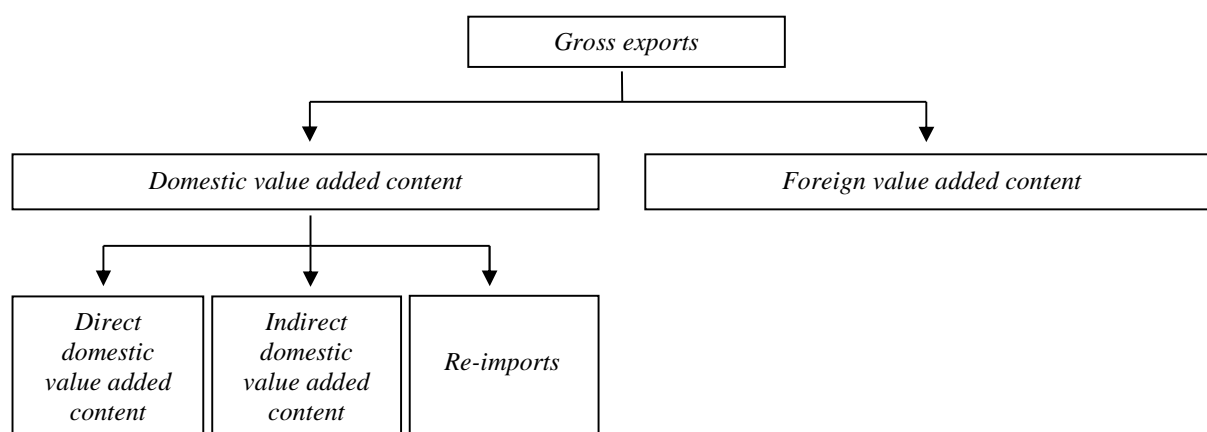 Gross exports
Domestic value added content
Foreign value added content
Direct
domestic
value added
content
Indirect
domestic
value added
content
Re-imports